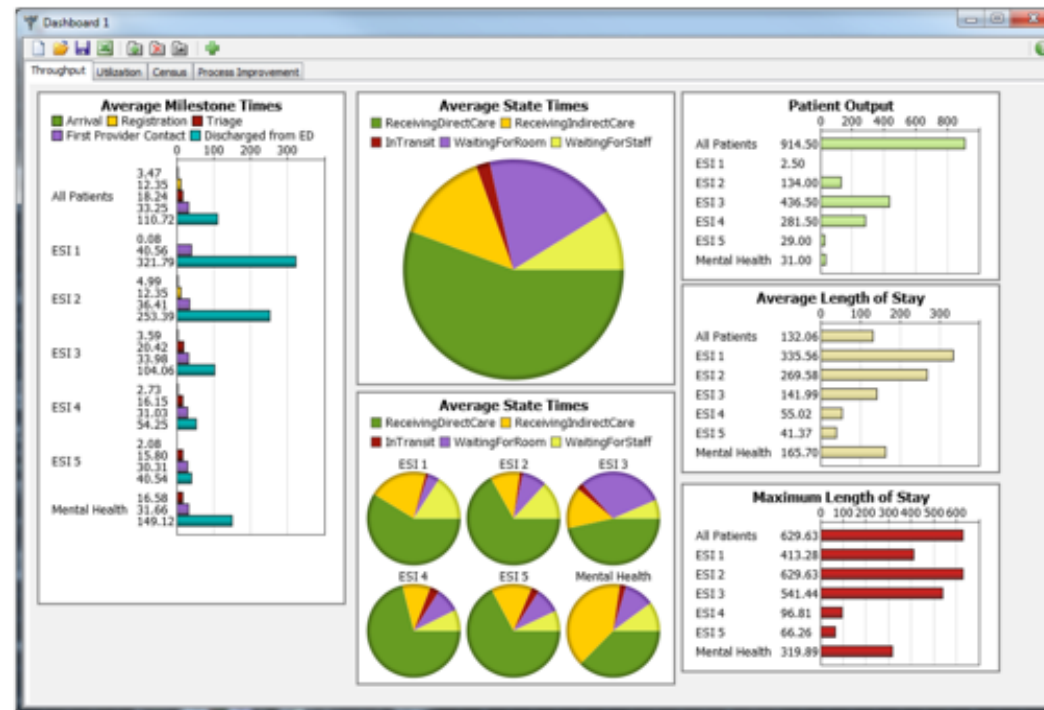 Dashboard 1
Throughput Utilization Census Process Improvement
Average Milestone Times
Arrival Registration Triage
First Provider Contact Discharged from ED
0 100 200 300
All Patients
3.47
12.35
18.24
33.25
110.72
ESI 1
0.08
40.56
321.79
ESI 2
4.99
12.35
36.41
253.39
ESI 3
3.59
20.42
33.98
104.06
ESI 4
2.73
16.15
31.03
54.25
ESI 5
2.08
15.80
30.31
40.54
Mental Health
16.58
31.66
149.12
Average State Times
ReceivingDirectCare ReceivingIndirectCare
InTransit WaitingForRoom WaitingForStaff
Average State Times
ReceivingDirectCare ReceivingIndirectCare
InTransit WaitingForRoom WaitingForStaff
ESI 1 ESI 2 ESI 3
ESI 4 ESI 5 Mental Health
Patient Output
0 200 400 600 800
All Patients 914.50
ESI 1 2.50
ESI 2 134.00
ESI 3 436.50
ESI 4 281.50
ESI 5 29.00
Mental Health 31.00
Average Length of Stay
0 100 200 300
All Patients 132.06
ESI 1 335.56
ESI 2 269.58
ESI 3 141.99
ESI 4 55.02
ESI 5 41.37
Mental Health 165.70
Maximum Length of Stay
0 100 200 300 400 500 600
All Patients 629.63
ESI 1 413.28
ESI 2 629.63
ESI 3 541.44
ESI 4 96.81
ESI 5 66.26
Mental Health 319.89